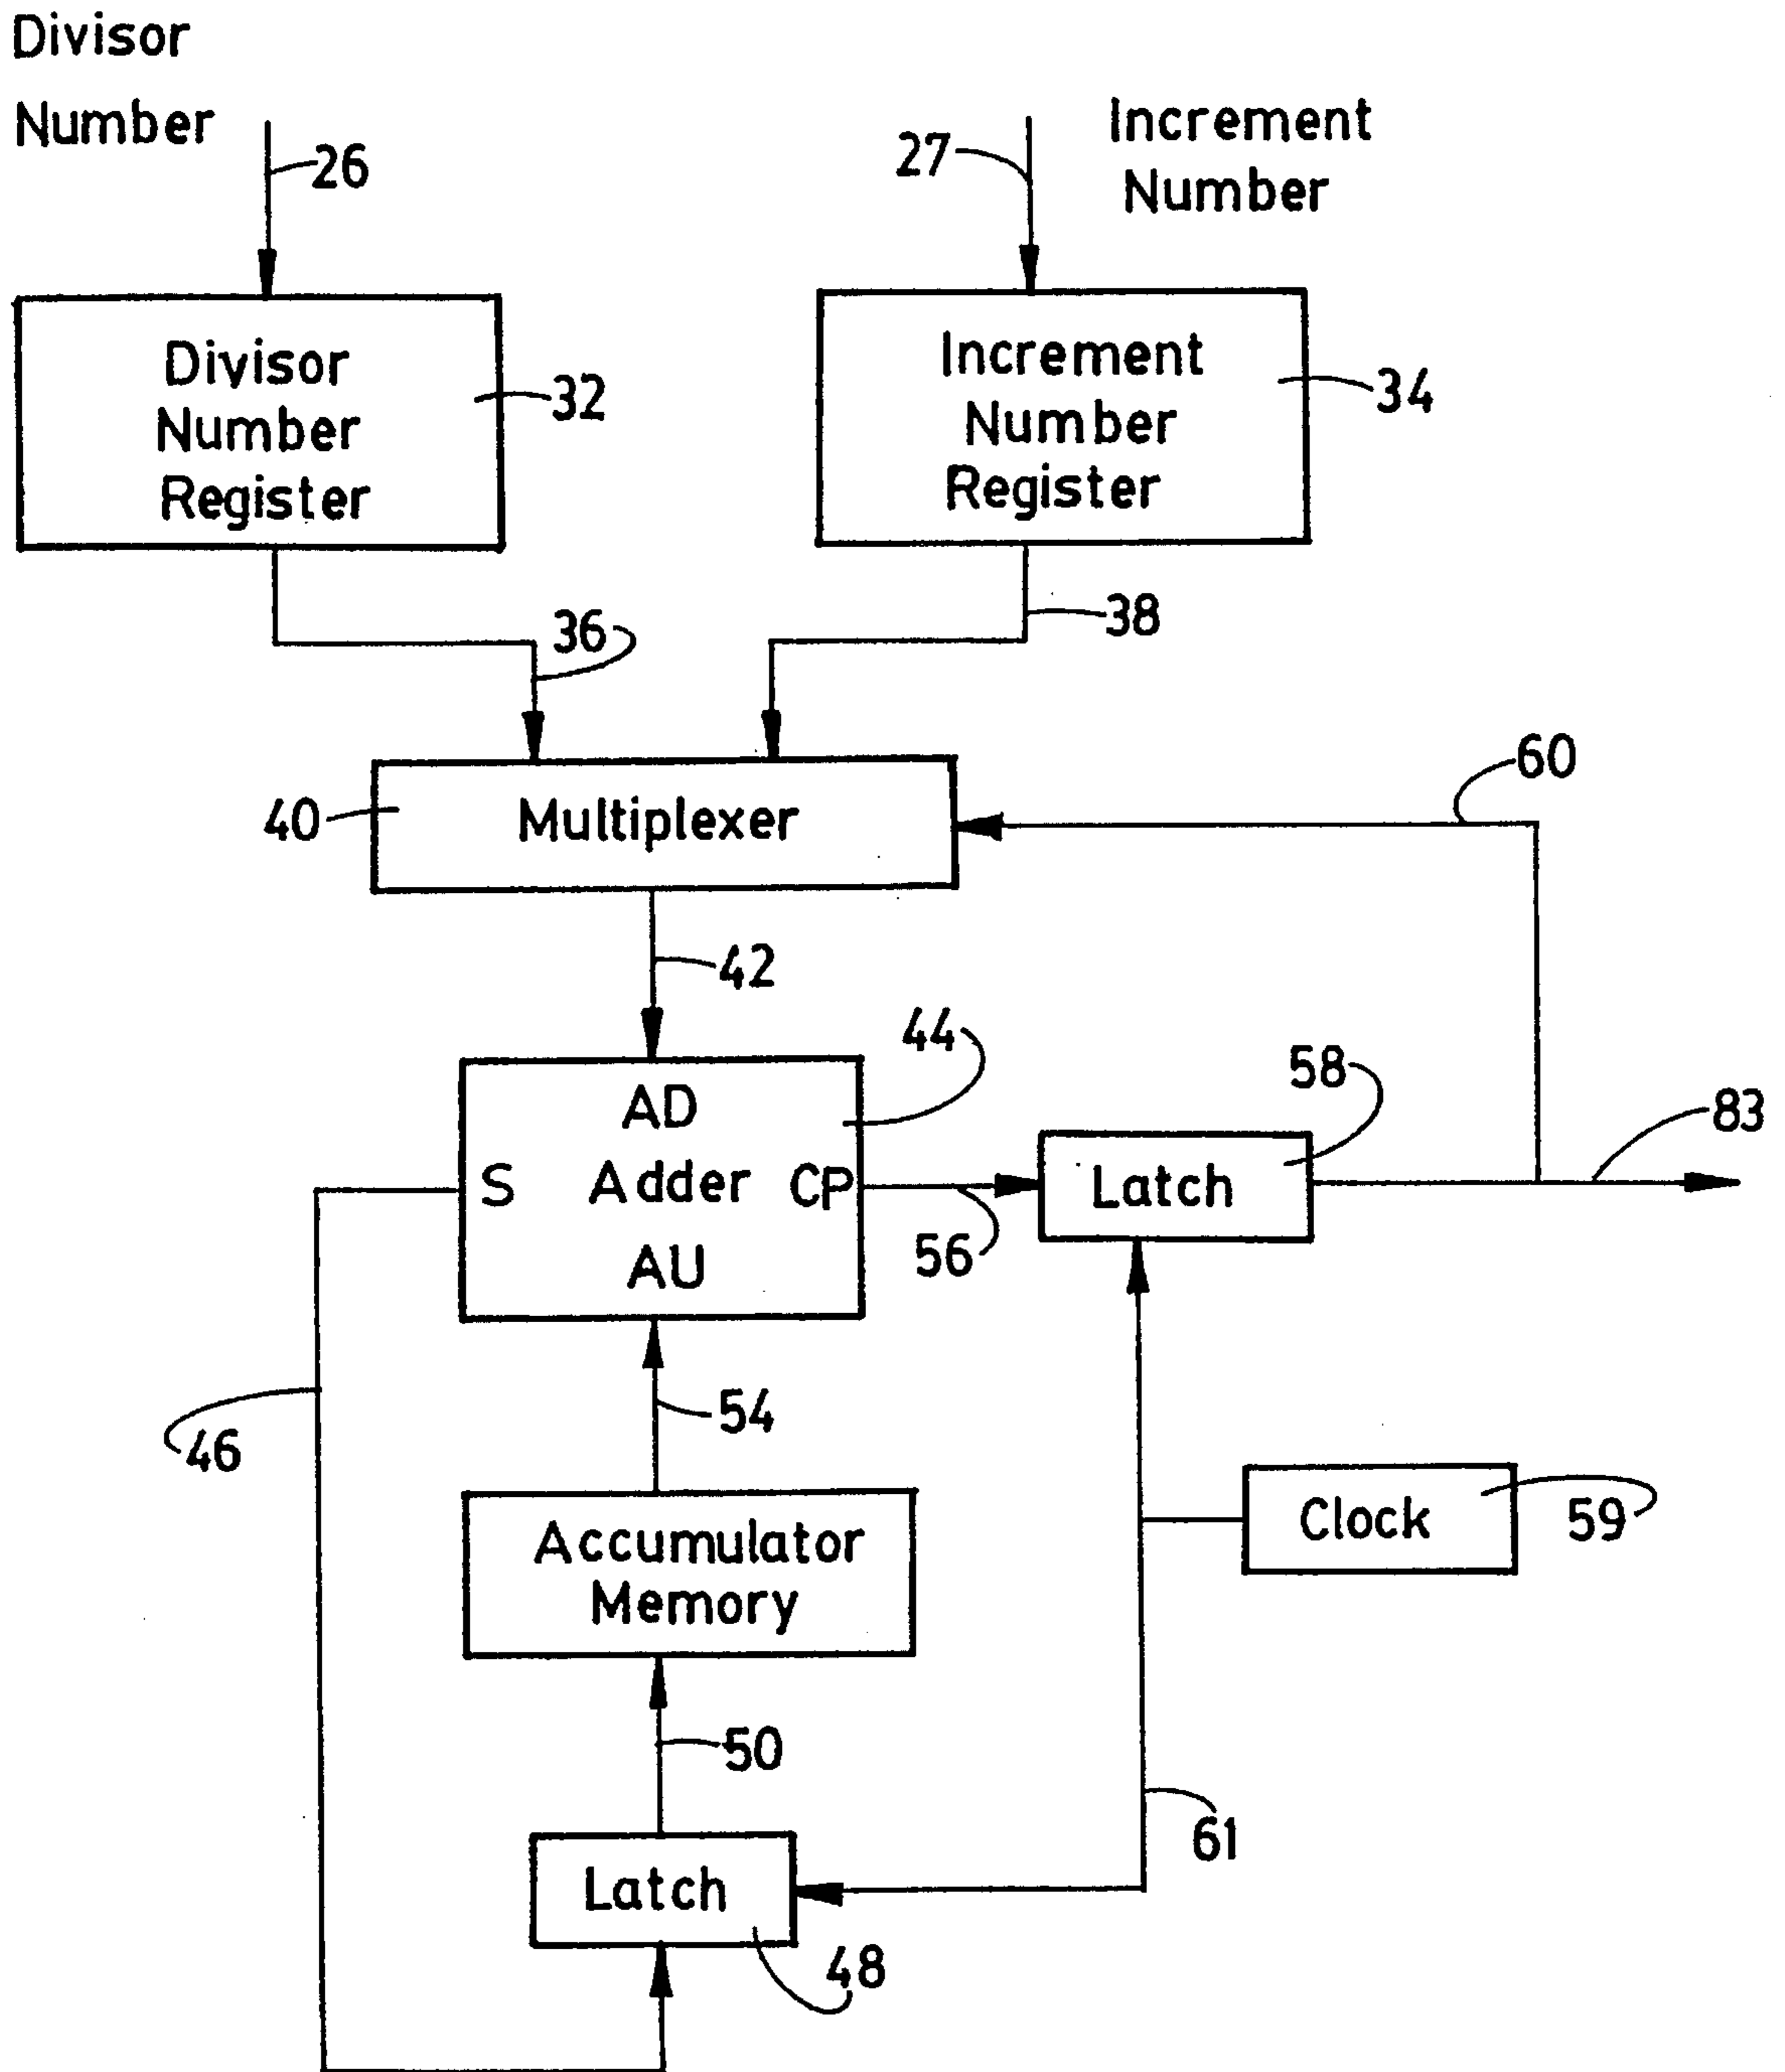 Divisor
Number
26
27
Increment
Number
Divisor
Number
Register
32
Increment
Number
Register
34
36
38
40
Multiplexer
60
42
44
AD
S Adder CP
AU
56
58
Latch
83
46
54
Accumulator
Memory
Clock
59
50
61
Latch
48